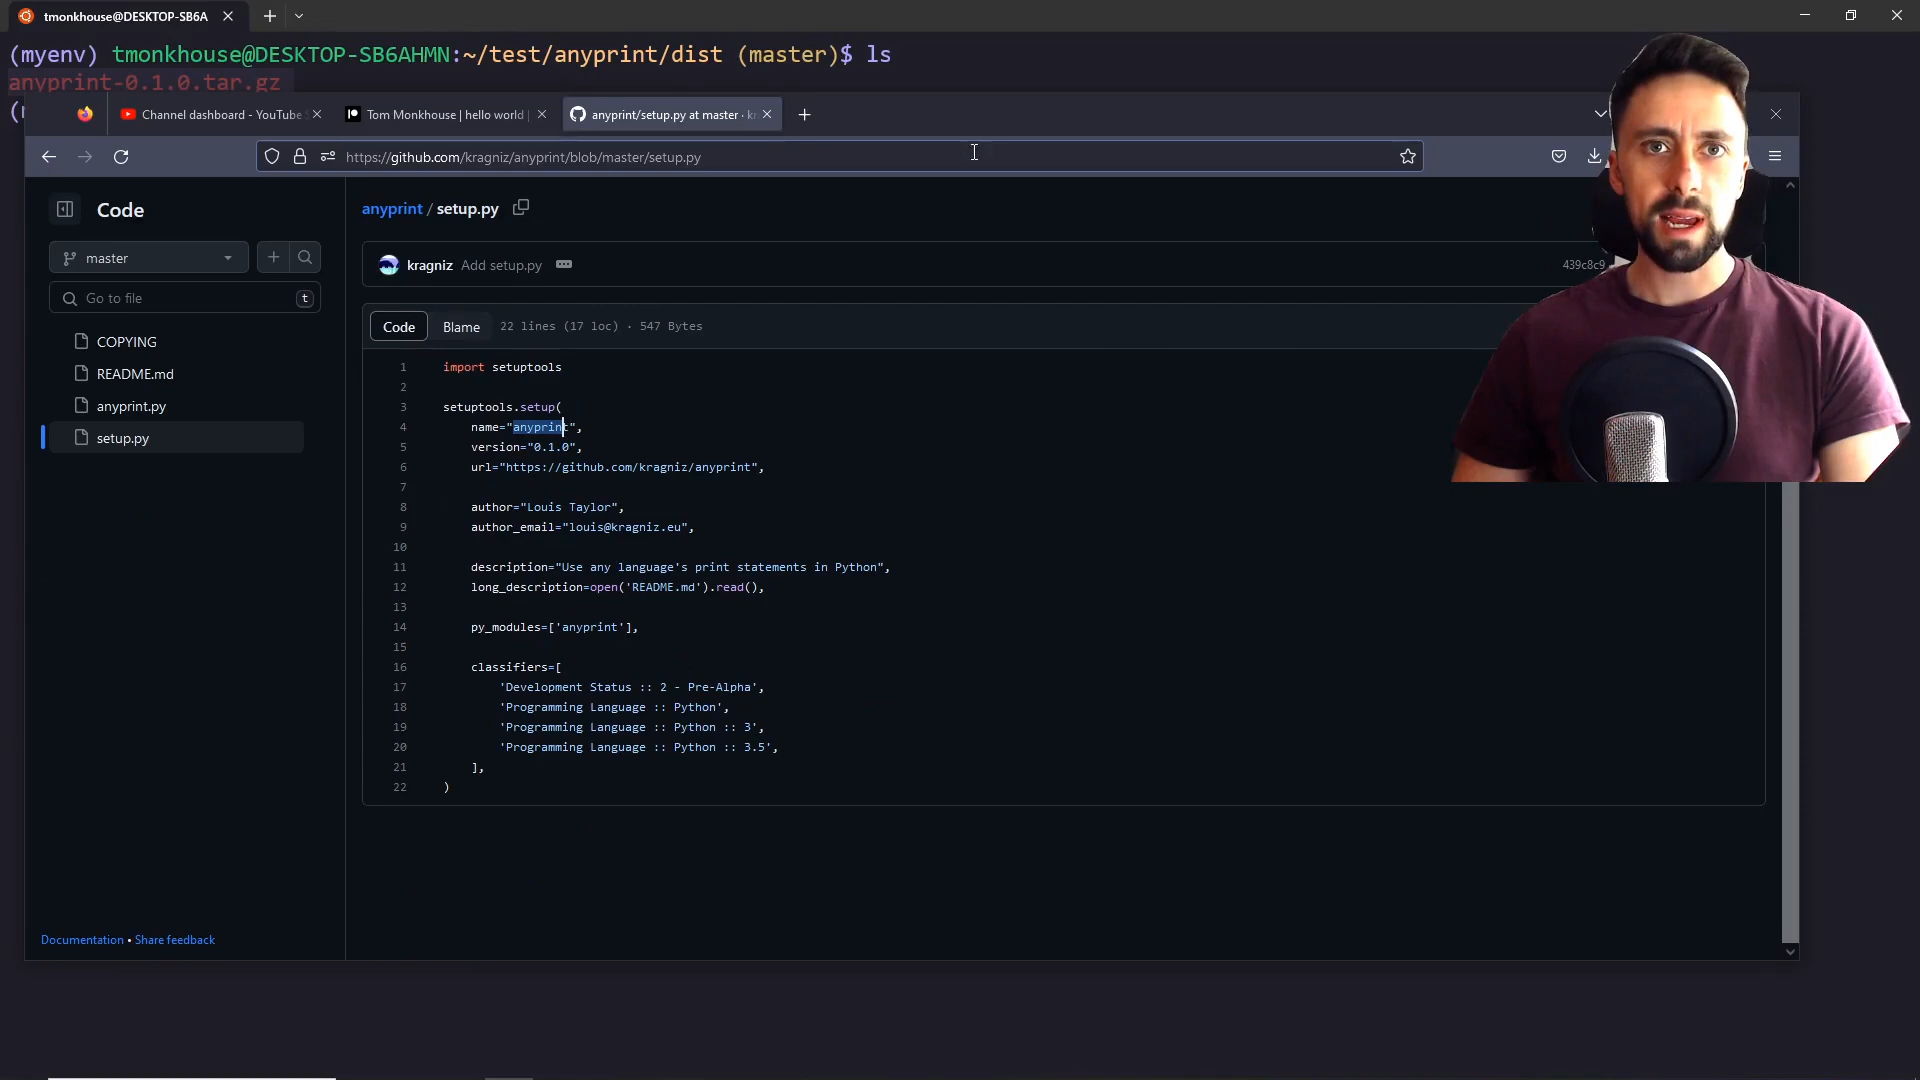 tmonkhouse@DESKTOP-SB6A
(myenv) tmonkhouse@DESKTOP-SB6AHMN:~/test/anyprint/dist (master)$ ls
anyprint-0.1.0.tar.gz
Channel dashboard - YouTube
Tom Monkhouse | hello world |
anyprint/setup.py at master · kr
https://github.com/kragniz/anyprint/blob/master/setup.py
Code
anyprint / setup.py
master
kragniz Add setup.py
439c8c9
Go to file
t
Code Blame 22 lines (17 loc) · 547 Bytes
COPYING
README.md
anyprint.py
setup.py
1 import setuptools
2
3 setuptools.setup(
4 name="anyprint",
5 version="0.1.0",
6 url="https://github.com/kragniz/anyprint",
7
8 author="Louis Taylor",
9 author_email="louis@kragniz.eu",
10
11 description="Use any language's print statements in Python",
12 long_description=open('README.md').read(),
13
14 py_modules=['anyprint'],
15
16 classifiers=[
17 'Development Status :: 2 - Pre-Alpha',
18 'Programming Language :: Python',
19 'Programming Language :: Python :: 3',
20 'Programming Language :: Python :: 3.5',
21 ],
22 )
Documentation • Share feedback